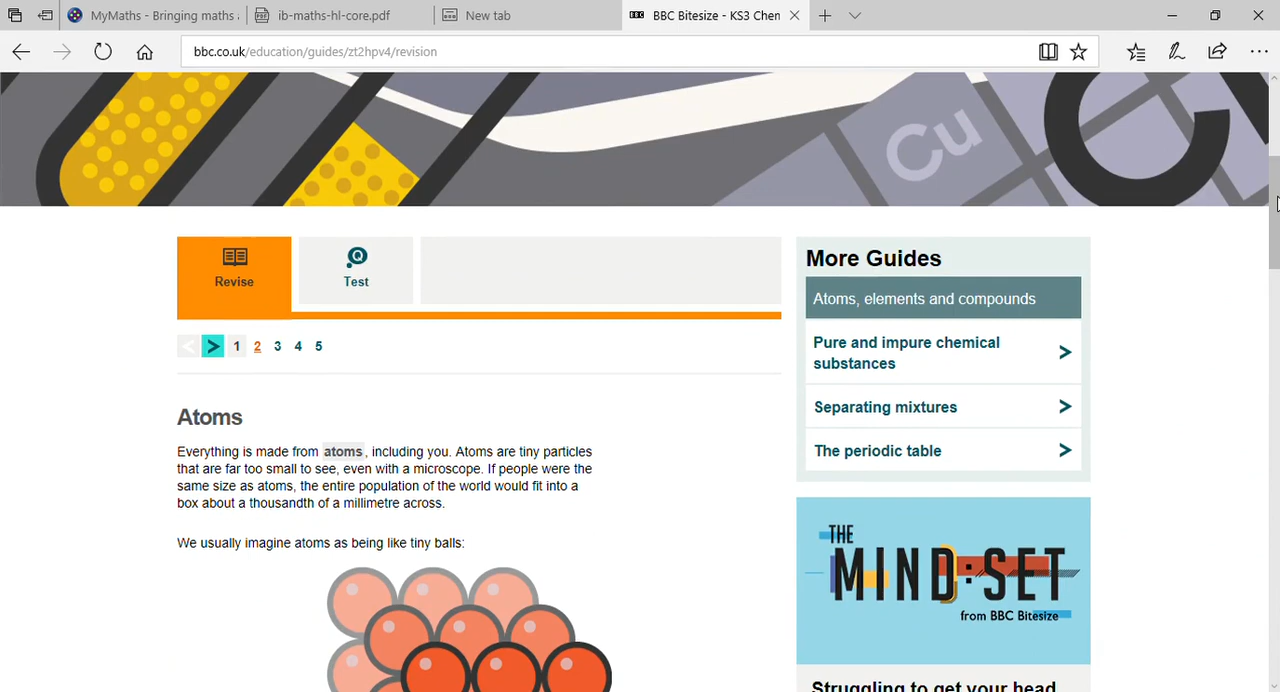 MyMaths - Bringing maths
ib-maths-hl-core.pdf
New tab
BBC Bitesize - KS3 Chem
bbc.co.uk/education/guides/zt2hpv4/revision
Cu
C
Revise
Test
< > 1 2 3 4 5
Atoms
Everything is made from atoms, including you. Atoms are tiny particles
that are far too small to see, even with a microscope. If people were the
same size as atoms, the entire population of the world would fit into a
box about a thousandth of a millimetre across.
We usually imagine atoms as being like tiny balls:
More Guides
Atoms, elements and compounds
Pure and impure chemical
substances
Separating mixtures
The periodic table
THE
MIND:SET
from BBC Bitesize
Struggling to get your head